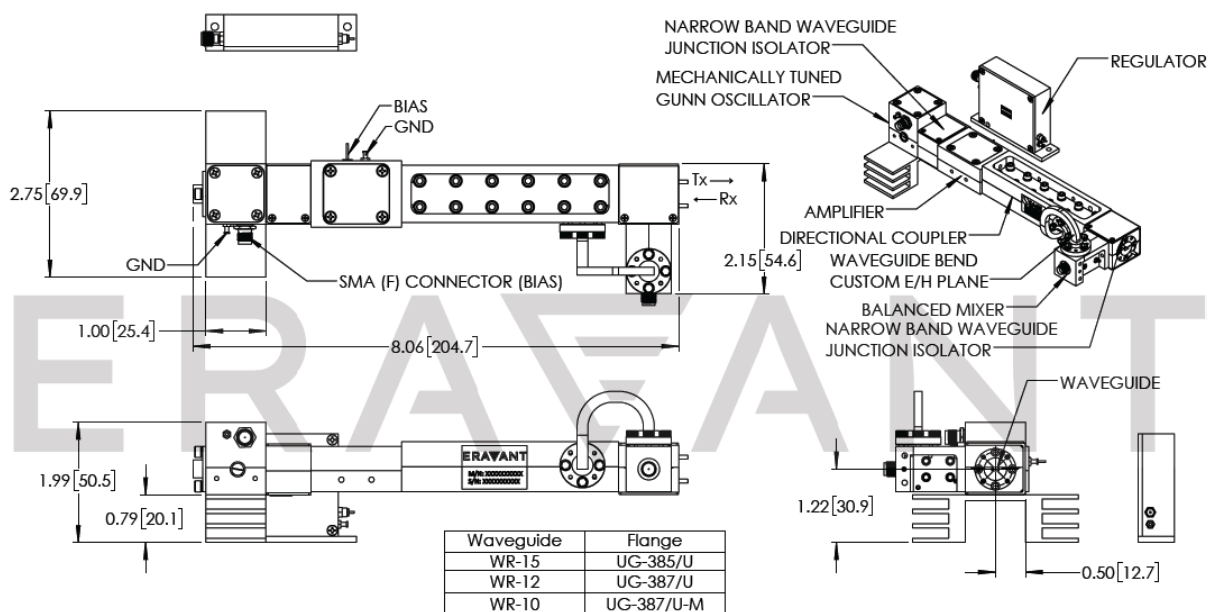 NARROW BAND WAVEGUIDE
JUNCTION ISOLATOR
REGULATOR
MECHANICALLY TUNED
GUNN OSCILLATOR
BIAS
GND
2.75[69.9]
Tx
Rx
AMPLIFIER
DIRECTIONAL COUPLER
2.15[54.6]
WAVEGUIDE BEND
CUSTOM E/H PLANE
GND
SMA (F) CONNECTOR (BIAS)
BALANCED MIXER
NARROW BAND WAVEGUIDE
JUNCTION ISOLATOR
1.00[25.4]
8.06[204.7]
ERAVANT
WAVEGUIDE
ERAVANT
M/N: XXXXXXXXXXX
S/N: XXXXXXXXXXX
1.99[50.5]
0.79[20.1]
1.22[30.9]
0.50[12.7]
Waveguide Flange
WR-15 UG-385/U
WR-12 UG-387/U
WR-10 UG-387/U-M